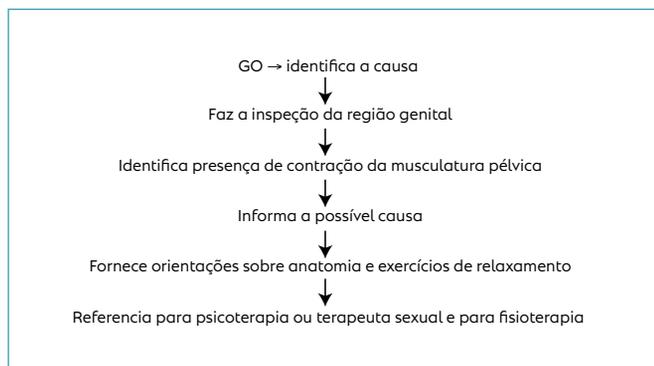 GO → identifica a causa
Faz a inspeção da região genital
Identifica presença de contração da musculatura pélvica
Informa a possível causa
Fornece orientações sobre anatomia e exercícios de relaxamento
Referencia para psicoterapia ou terapeuta sexual e para fisioterapia